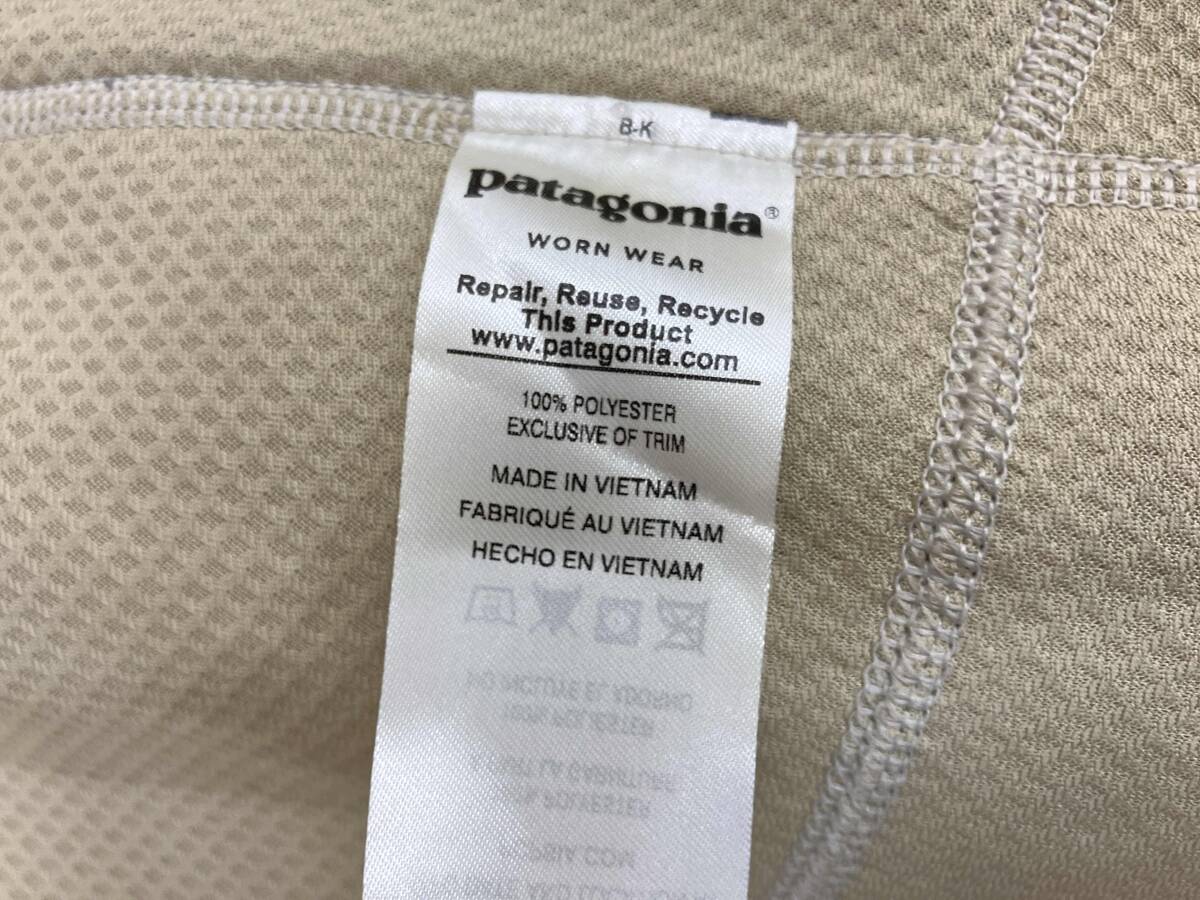 B-K
patagonia®
WORN WEAR
Repair, Reuse, Recycle
This Product
www.patagonia.com
100% POLYESTER
EXCLUSIVE OF TRIM
MADE IN VIETNAM
FABRIQUÉ AU VIETNAM
HECHO EN VIETNAM